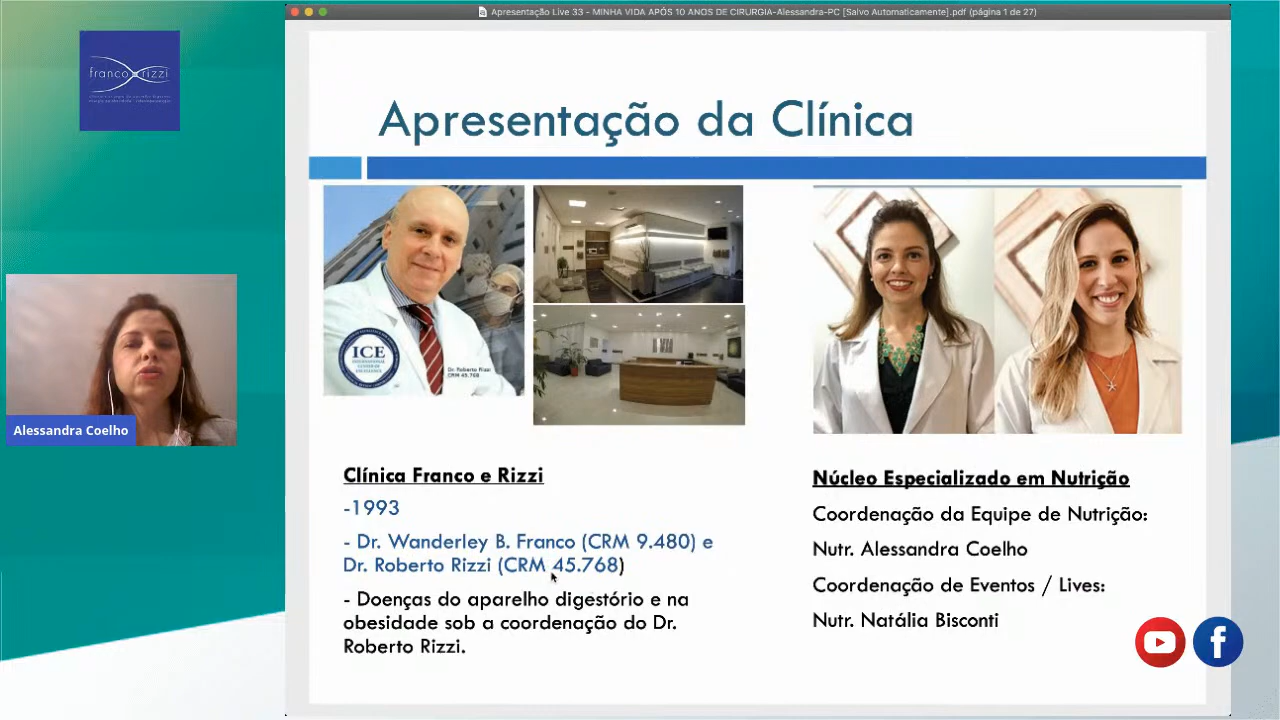 Apresentação Live 33 - MINHA VIDA APÓS 10 ANOS DE CIRURGIA-Alessandra-PC [Salvo Automaticamente].pdf (página 1 de 27)
franco rizzi
Apresentação da Clínica
ICE
Dr. Roberto Rizzi
CRM 45.768
Alessandra Coelho
Clínica Franco e Rizzi
-1993
- Dr. Wanderley B. Franco (CRM 9.480) e
Dr. Roberto Rizzi (CRM 45.768)
- Doenças do aparelho digestório e na
obesidade sob a coordenação do Dr.
Roberto Rizzi.
Núcleo Especializado em Nutrição
Coordenação da Equipe de Nutrição:
Nutr. Alessandra Coelho
Coordenação de Eventos / Lives:
Nutr. Natália Bisconti